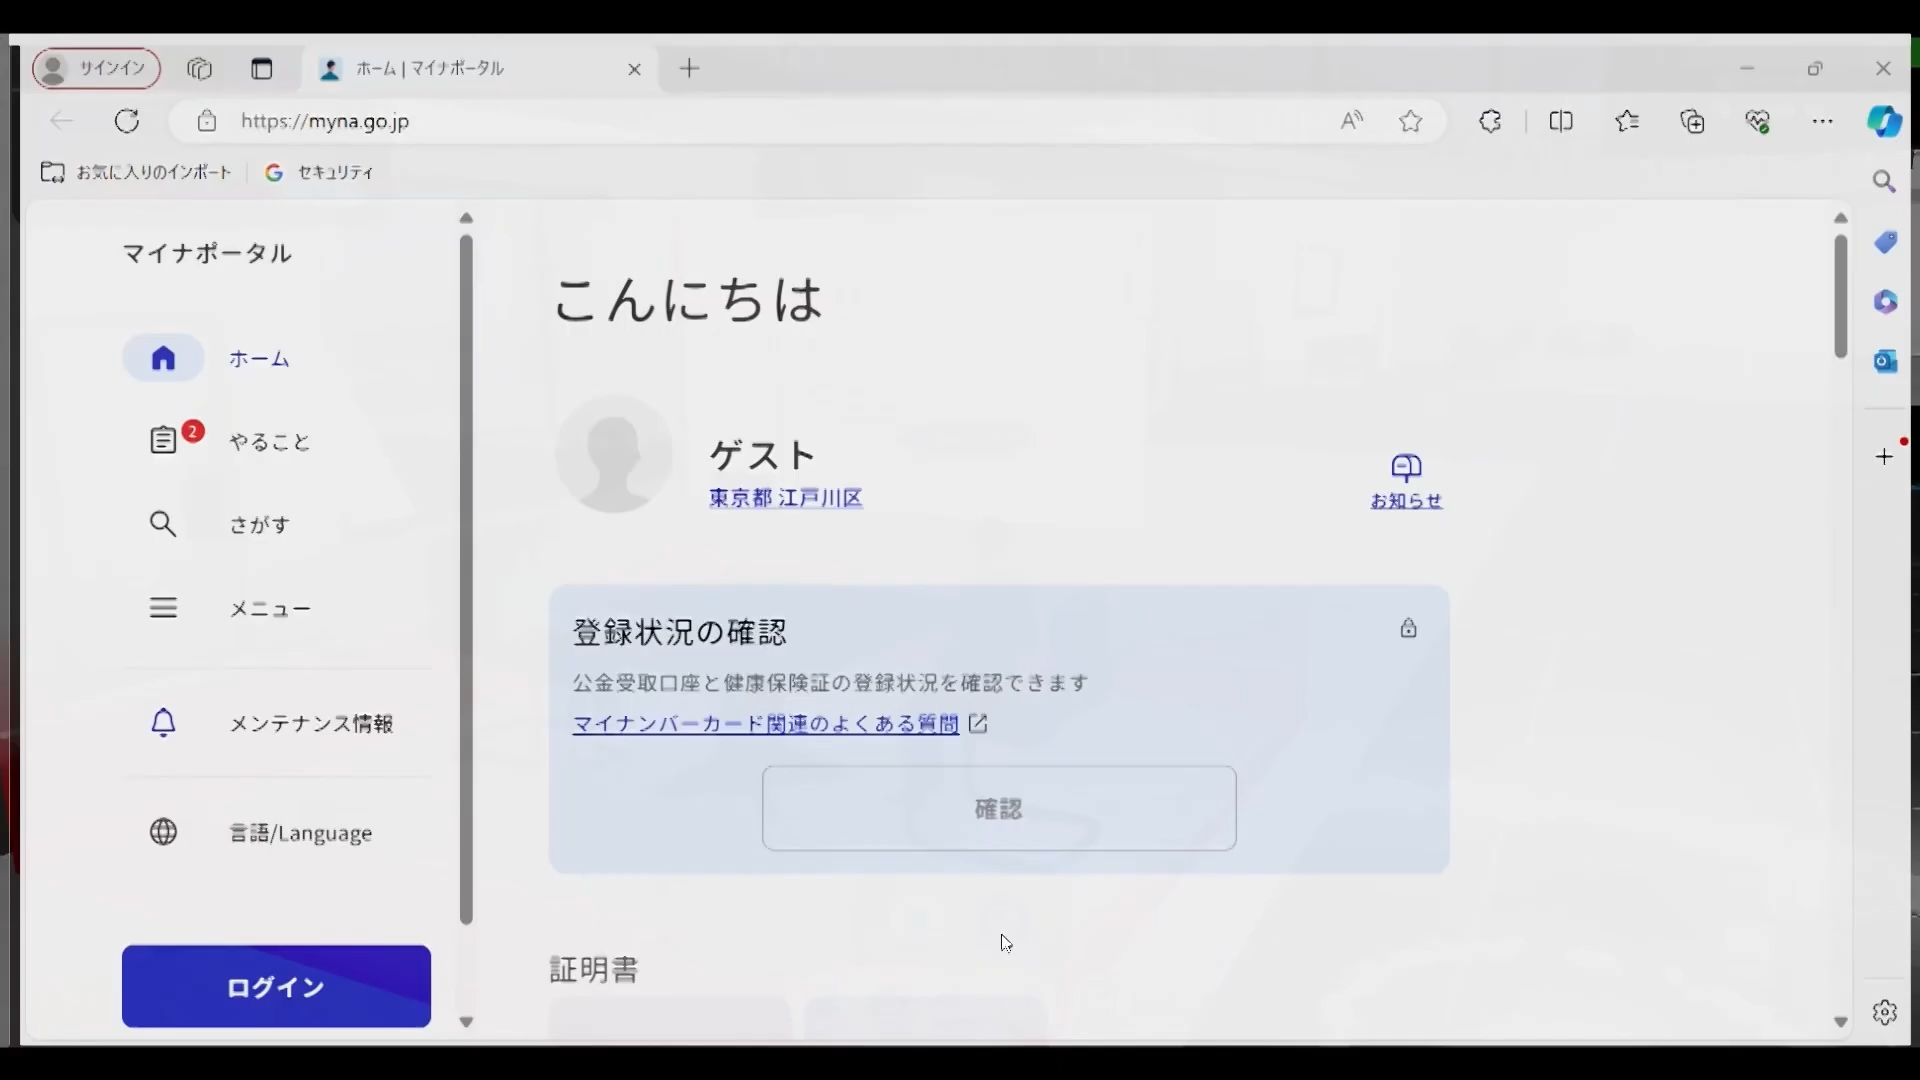 サインイン
ホーム | マイナポータル
https://myna.go.jp
お気に入りのインポート
セキュリティ
マイナポータル
ホーム
2
やること
さがす
メニュー
メンテナンス情報
言語/Language
ログイン
こんにちは
ゲスト
東京都 江戸川区
お知らせ
登録状況の確認
公金受取口座と健康保険証の登録状況を確認できます
マイナンバーカード関連のよくある質問
確認
証明書